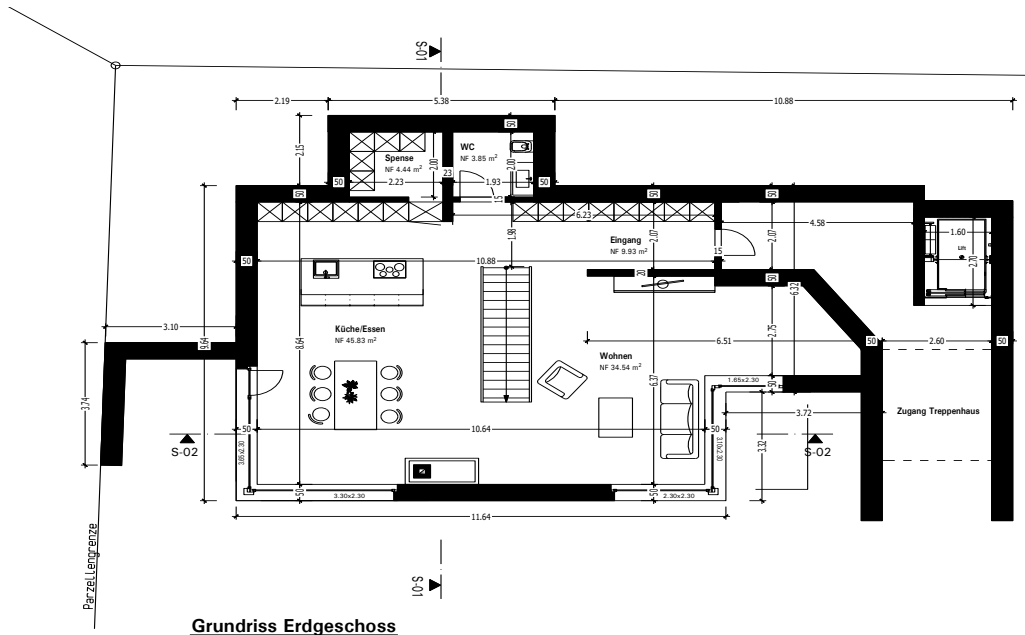 S-01
2.19
5.38
10.88
2.15
50
Spense
NF 4.44 m²
WC
NF 3.85 m²
2.00
2.00
50
2.23
23
1.93
50
15
50
50
50
6.23
4.58
1.60
Lift
2.70
1.98
Eingang
NF 9.93 m²
2.07
2.07
15
50
10.88
20
50
6.32
3.10
9.64
8.64
Küche/Essen
NF 45.83 m²
2.75
6.51
50
2.60
50
Wohnen
NF 34.54 m²
6.37
1.65x2.30
50
3.74
Zugang Treppenhaus
3.72
50
10.64
50
S-02
S-02
3.65x2.30
3.10x2.30
3.32
50
3.30x2.30
2.30x2.30
50
11.64
Parzellengrenze
S-01
Grundriss Erdgeschoss